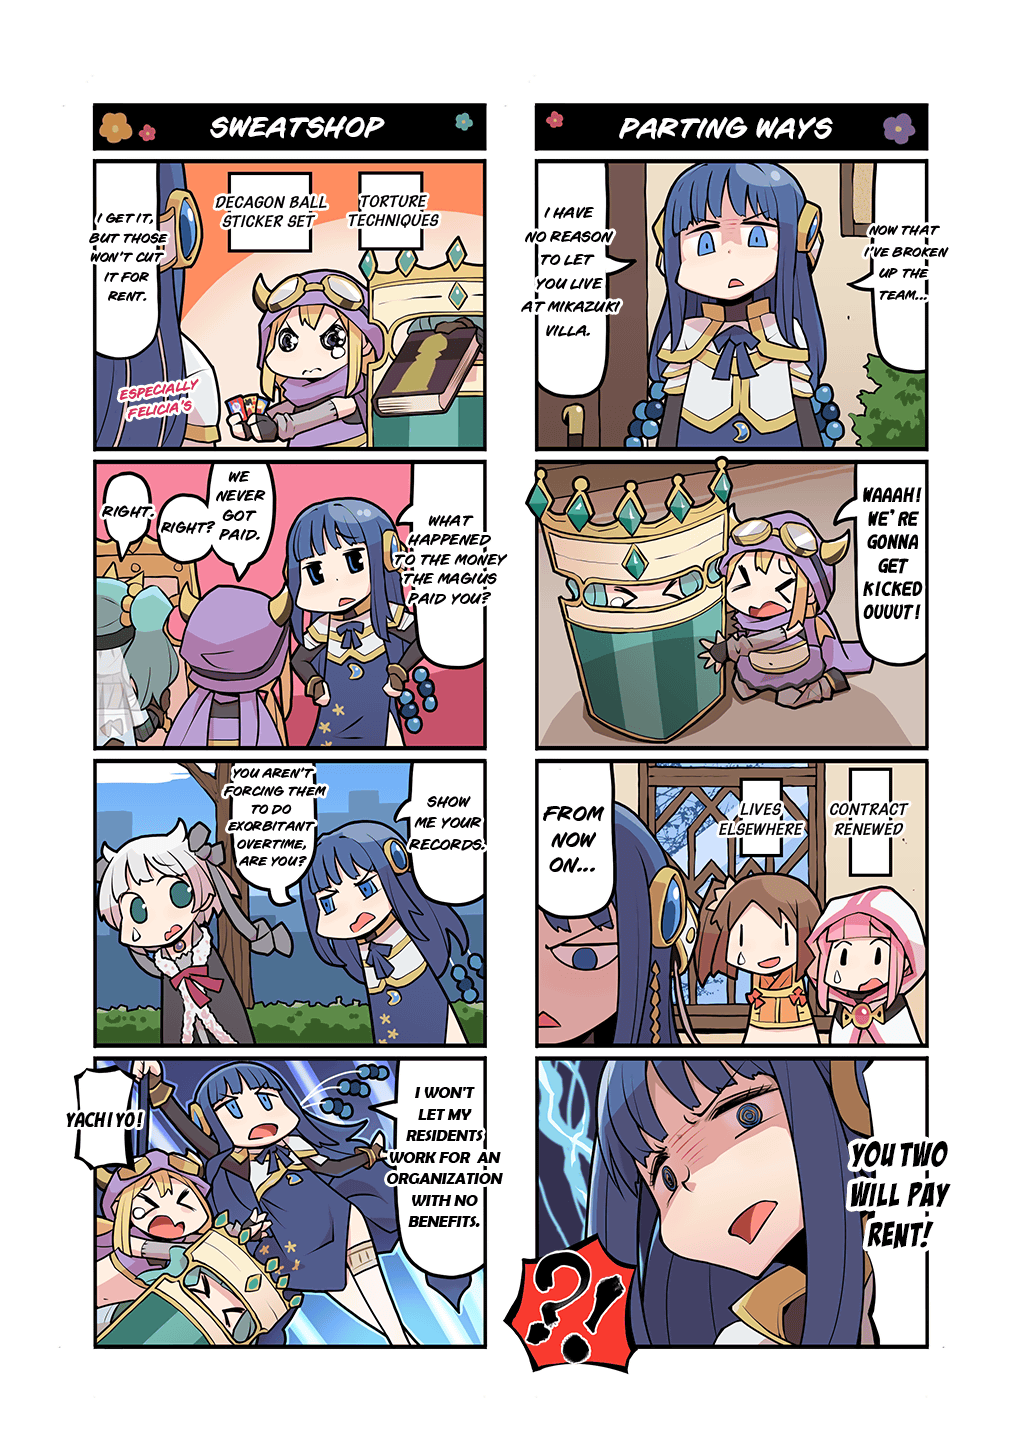 PARTING WAYS
NOW THAT
I'VE BROKEN
UP THE
TEAM...
I HAVE
NO REASON
TO LET
YOU LIVE
AT MIKAZUKI
VILLA.
WAAAH!
WE'RE
GONNA
GET
KICKED
OUUUT!
CONTRACT
RENEWED
LIVES
ELSEWHERE
FROM
NOW
ON...
YOU TWO
WILL PAY
RENT!
?!
SWEATSHOP
TORTURE
TECHNIQUES
DECAGON BALL
STICKER SET
I GET IT,
BUT THOSE
WON'T CUT
IT FOR
RENT.
ESPECIALLY
FELICIA'S
WHAT
HAPPENED
TO THE MONEY
THE MAGIUS
PAID YOU?
WE
NEVER
GOT
PAID.
RIGHT?
RIGHT.
SHOW
ME YOUR
RECORDS.
YOU AREN'T
FORCING THEM
TO DO
EXORBITANT
OVERTIME,
ARE YOU?
I WON'T
LET MY
RESIDENTS
WORK FOR AN
ORGANIZATION
WITH NO
BENEFITS.
YACHIYO!